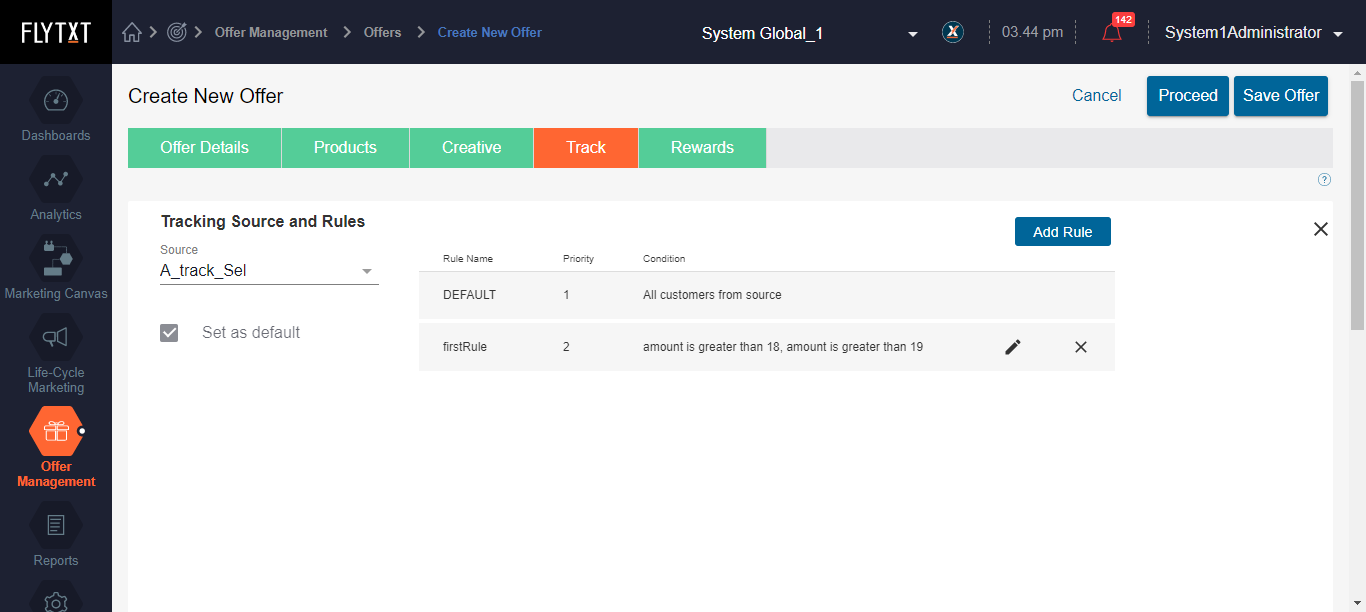 FLYTXT
Offer Management
Offers
Create New Offer
System Global_1
X
03.44 pm
142
System1Administrator
Dashboards
Analytics
Marketing Canvas
Life-Cycle
Marketing
Offer
Management
Reports
Create New Offer
Cancel
Proceed
Save Offer
Offer Details
Products
Creative
Track
Rewards
?
Tracking Source and Rules
Add Rule
Source
A_track_Sel
Set as default
Rule Name Priority Condition
DEFAULT 1 All customers from source
firstRule 2 amount is greater than 18, amount is greater than 19